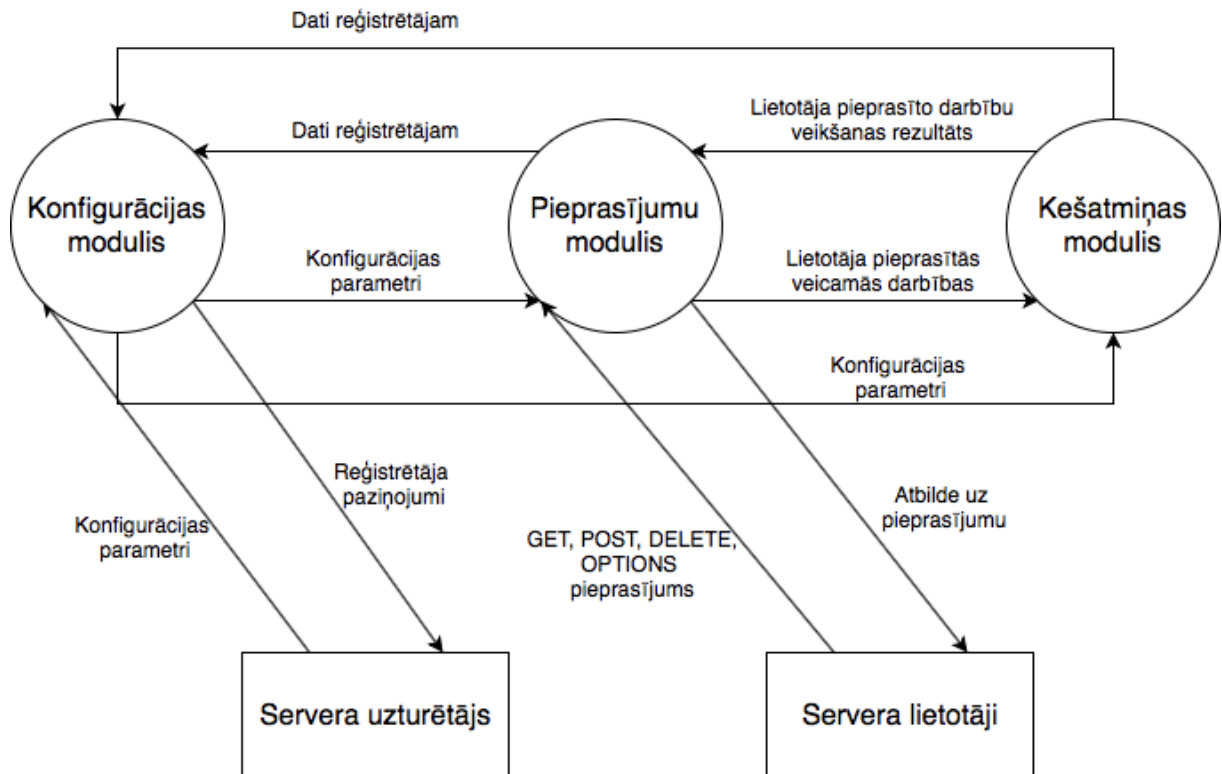 Dati reģistrētājam
Dati reģistrētājam
Lietotāja pieprasīto darbību
veikšanas rezultāts
Konfigurācijas
modulis
Pieprasījumu
modulis
Kešatmiņas
modulis
Konfigurācijas
parametri
Lietotāja pieprasītās
veicamās darbības
Konfigurācijas
parametri
Reģistrētāja
paziņojumi
Konfigurācijas
parametri
Atbilde uz
pieprasījumu
GET, POST, DELETE,
OPTIONS
pieprasījums
Servera uzturētājs
Servera lietotāji